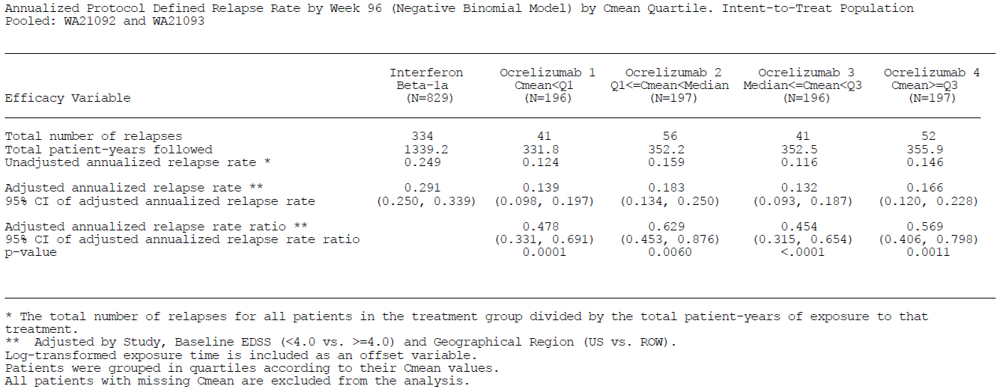 Annualized Protocol Defined Relapse Rate by Week 96 (Negative Binomial Model) by Cmean Quartile. Intent-to-Treat Population
Pooled: WA21092 and WA21093
Interferon Ocrelizumab 1 Ocrelizumab 2 Ocrelizumab 3 Ocrelizumab 4
Beta-1a Cmean<Q1 Q1<=Cmean<Median Median<=Cmean<Q3 Cmean>=Q3
Efficacy Variable (N=829) (N=196) (N=197) (N=196) (N=197)
Total number of relapses 334 41 56 41 52
Total patient-years followed 1339.2 331.8 352.2 352.5 355.9
Unadjusted annualized relapse rate * 0.249 0.124 0.159 0.116 0.146
Adjusted annualized relapse rate ** 0.291 0.139 0.183 0.132 0.166
95% CI of adjusted annualized relapse rate (0.250, 0.339) (0.098, 0.197) (0.134, 0.250) (0.093, 0.187) (0.120, 0.228)
Adjusted annualized relapse rate ratio ** 0.478 0.629 0.454 0.569
95% CI of adjusted annualized relapse rate ratio (0.331, 0.691) (0.453, 0.876) (0.315, 0.654) (0.406, 0.798)
p-value 0.0001 0.0060 <.0001 0.0011
* The total number of relapses for all patients in the treatment group divided by the total patient-years of exposure to that
treatment.
** Adjusted by Study, Baseline EDSS (<4.0 vs. >=4.0) and Geographical Region (US vs. ROW).
Log-transformed exposure time is included as an offset variable.
Patients were grouped in quartiles according to their Cmean values.
All patients with missing Cmean are excluded from the analysis.